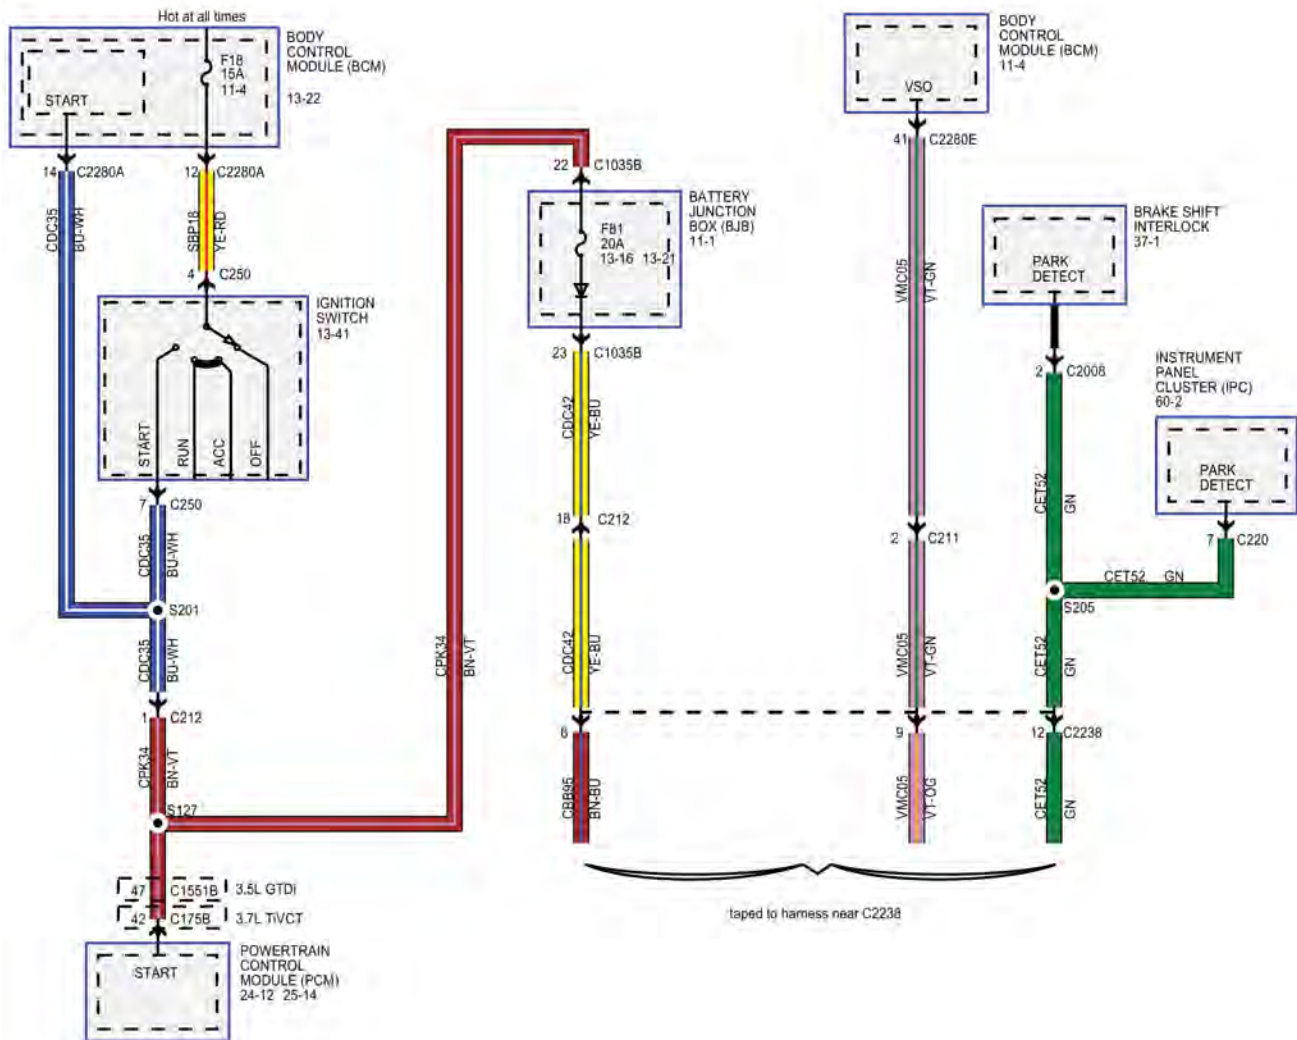 Hot at all times
BODY
CONTROL
MODULE (BCM)
13-22
F18
15A
11-4
START
14
C2280A
12
C2280A
CDC35
BU-WH
SBP18
YE-RD
4
C250
IGNITION
SWITCH
13-41
START
RUN
ACC
OFF
7
C250
CDC35
BU-WH
S201
CDC35
BU-WH
1
C212
CPK34
BN-VT
S127
47
C1551B
3.5L GTDi
42
C175B
3.7L TiVCT
START
POWERTRAIN
CONTROL
MODULE (PCM)
24-12 25-14
CPK34
BN-VT
22
C1035B
BATTERY
JUNCTION
BOX (BJB)
11-1
F81
20A
13-16 13-21
23
C1035B
CDC42
YE-BU
18
C212
CDC42
YE-BU
6
CBB95
BN-BU
BODY
CONTROL
MODULE (BCM)
11-4
VSO
41
C2280E
VMC05
VT-GN
2
C211
VMC05
VT-GN
9
VMC05
VT-OG
BRAKE SHIFT
INTERLOCK
37-1
PARK
DETECT
2
C2008
INSTRUMENT
PANEL
CLUSTER (IPC)
60-2
PARK
DETECT
7
C220
CET52
GN
CET52 GN
S205
CET52
GN
12
C2238
CET52
GN
taped to harness near C2238